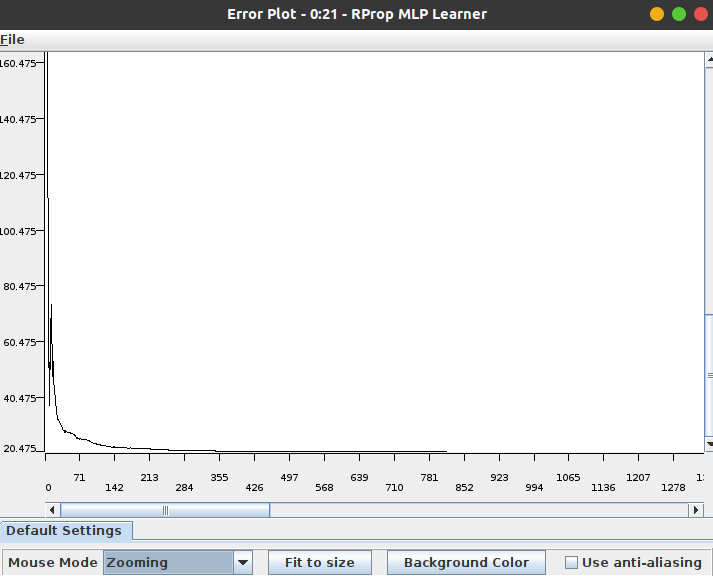 Error Plot - 0:21 - RProp MLP Learner
File
160.475
140.475
120.475
100.475
80.475
60.475
40.475
20.475
71 213 355 497 639 781 923 1065 1207
0 142 284 426 568 710 852 994 1136 1278
Default Settings
Mouse Mode Zooming Fit to size Background Color Use anti-aliasing